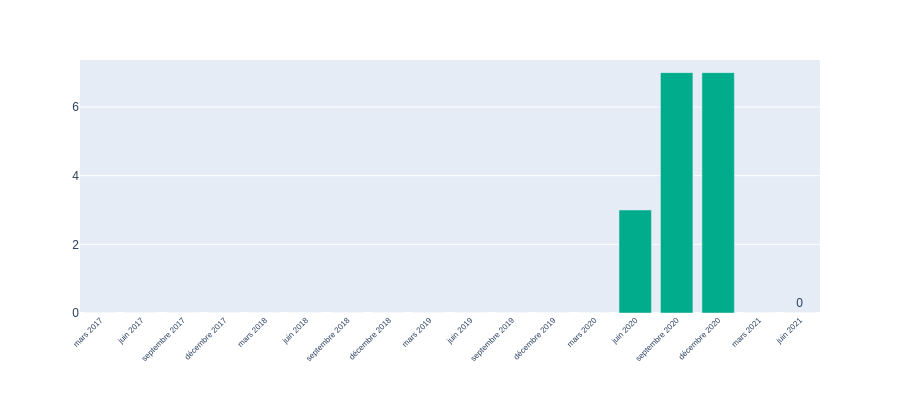 6
4
2
0
0
mars 2017
juin 2017
septembre 2017
décembre 2017
mars 2018
juin 2018
septembre 2018
décembre 2018
mars 2019
juin 2019
septembre 2019
décembre 2019
mars 2020
juin 2020
septembre 2020
décembre 2020
mars 2021
juin 2021